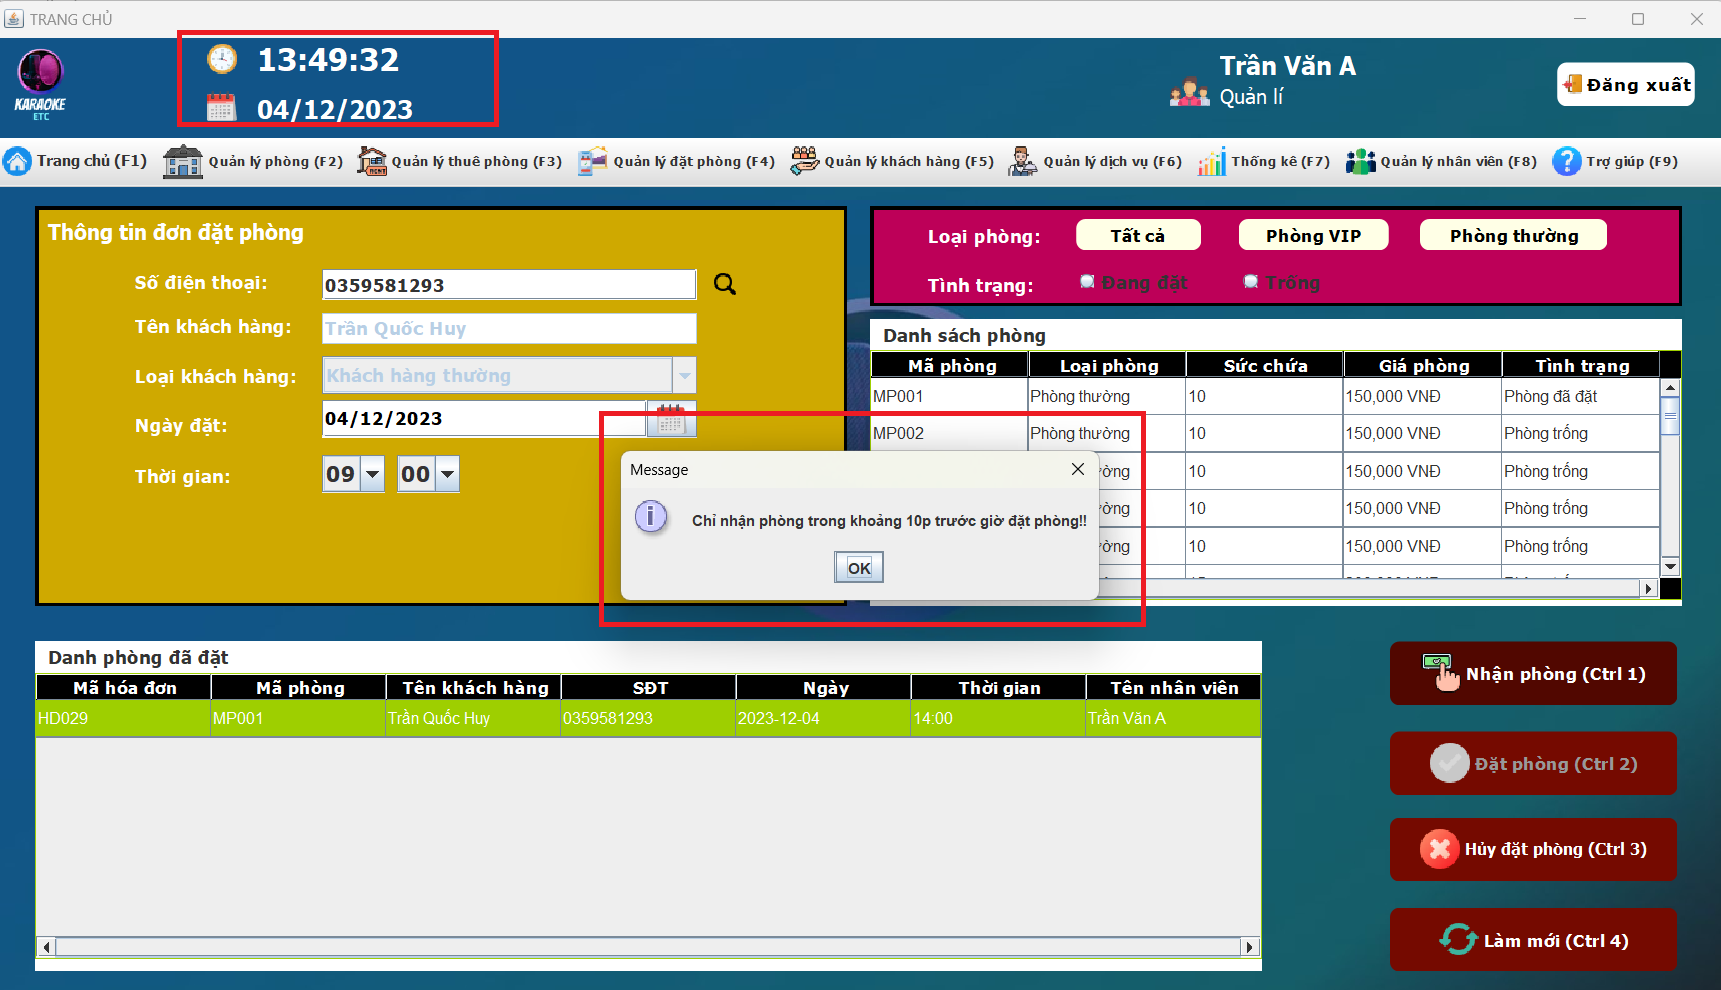 TRANG CHỦ
13:49:32
04/12/2023
KARAOKE
ETC
Trần Văn A
Quản lí
Đăng xuất
Trang chủ (F1) Quản lý phòng (F2) Quản lý thuê phòng (F3) Quản lý đặt phòng (F4) Quản lý khách hàng (F5) Quản lý dịch vụ (F6) Thống kê (F7) Quản lý nhân viên (F8) Trợ giúp (F9)
Thông tin đơn đặt phòng
Số điện thoại: 0359581293
Tên khách hàng: Trần Quốc Huy
Loại khách hàng: Khách hàng thường
Ngày đặt: 04/12/2023
Thời gian: 09 00
Loại phòng: Tất cả Phòng VIP Phòng thường
Tình trạng: Đang đặt Trống
Danh sách phòng
Mã phòng Loại phòng Sức chứa Giá phòng Tình trạng
MP001 Phòng thường 10 150,000 VNĐ Phòng đã đặt
MP002 Phòng thường 10 150,000 VNĐ Phòng trống
10 150,000 VNĐ Phòng trống
10 150,000 VNĐ Phòng trống
10 150,000 VNĐ Phòng trống
Message
Chỉ nhận phòng trong khoảng 10p trước giờ đặt phòng!!
OK
Danh phòng đã đặt
Mã hóa đơn Mã phòng Tên khách hàng SĐT Ngày Thời gian Tên nhân viên
HD029 MP001 Trần Quốc Huy 0359581293 2023-12-04 14:00 Trần Văn A
Nhận phòng (Ctrl 1)
Đặt phòng (Ctrl 2)
Hủy đặt phòng (Ctrl 3)
Làm mới (Ctrl 4)